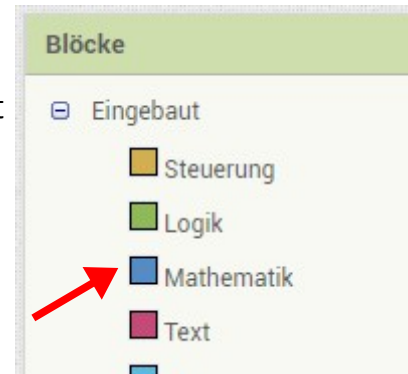 Blöcke
Eingebaut
Steuerung
Logik
Mathematik
Text